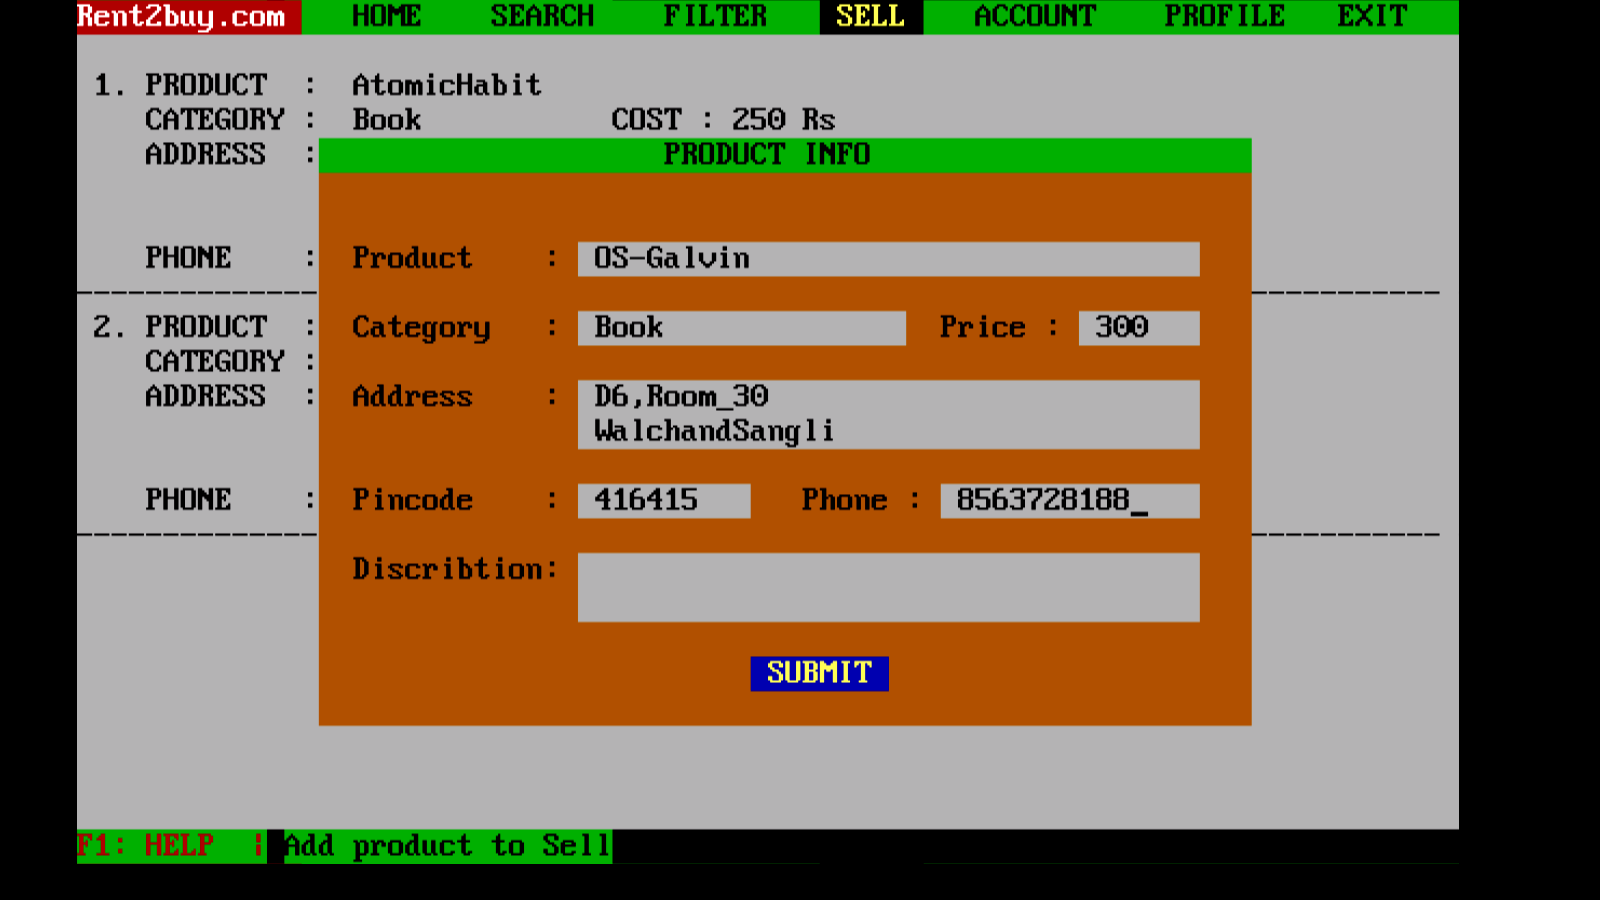 Rent2buy.com HOME SEARCH FILTER SELL ACCOUNT PROFILE EXIT
1. PRODUCT : AtomicHabit
CATEGORY : Book COST : 250 Rs
ADDRESS :
PHONE :
2. PRODUCT :
CATEGORY :
ADDRESS :
PHONE :
PRODUCT INFO
Product : OS-Galvin
Category : Book Price : 300
Address : D6,Room_30
WalchandSangli
Pincode : 416415 Phone : 8563728188_
Discribtion:
SUBMIT
F1: HELP ¦ Add product to Sell